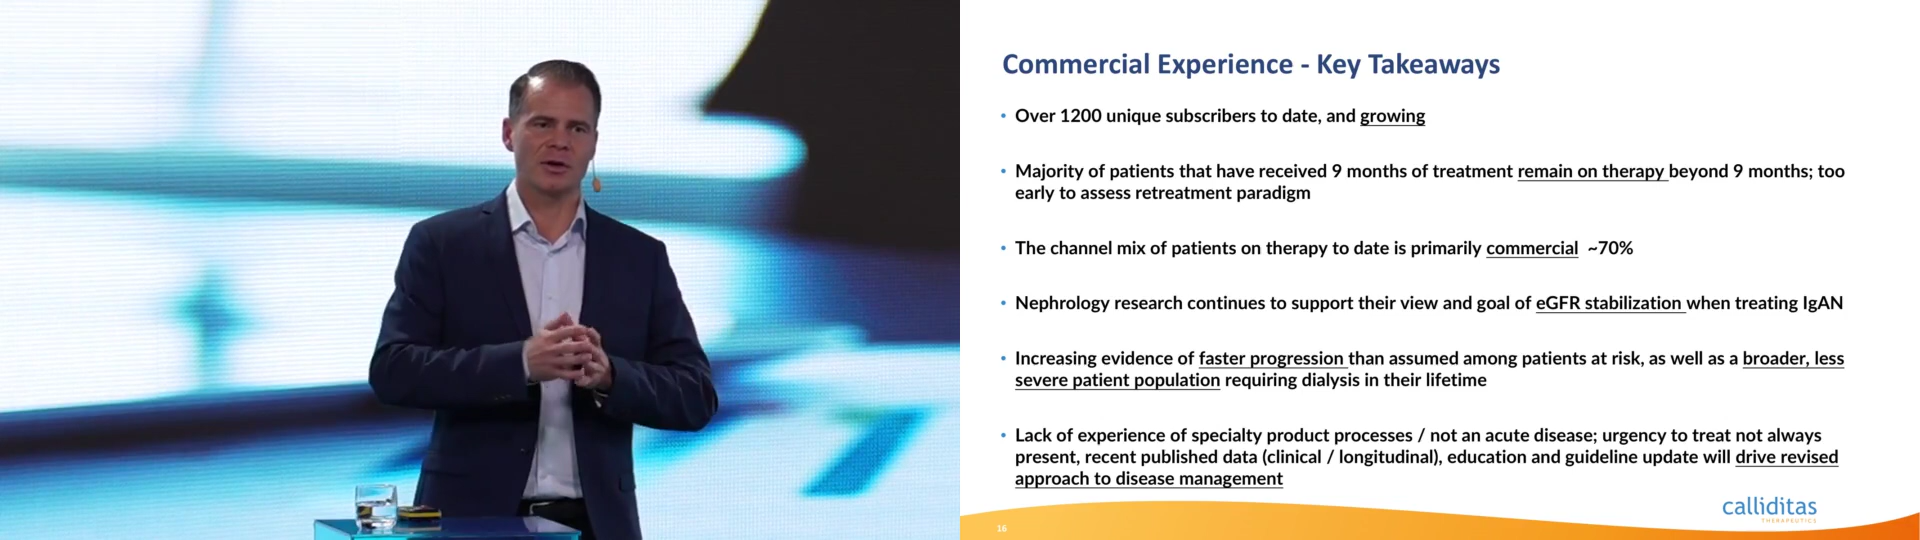 Commercial Experience - Key Takeaways
• Over 1200 unique subscribers to date, and growing
• Majority of patients that have received 9 months of treatment remain on therapy beyond 9 months; too
early to assess retreatment paradigm
• The channel mix of patients on therapy to date is primarily commercial ~70%
• Nephrology research continues to support their view and goal of eGFR stabilization when treating IgAN
• Increasing evidence of faster progression than assumed among patients at risk, as well as a broader, less
severe patient population requiring dialysis in their lifetime
• Lack of experience of specialty product processes / not an acute disease; urgency to treat not always
present, recent published data (clinical / longitudinal), education and guideline update will drive revised
approach to disease management
calliditas
THERAPEUTICS
16